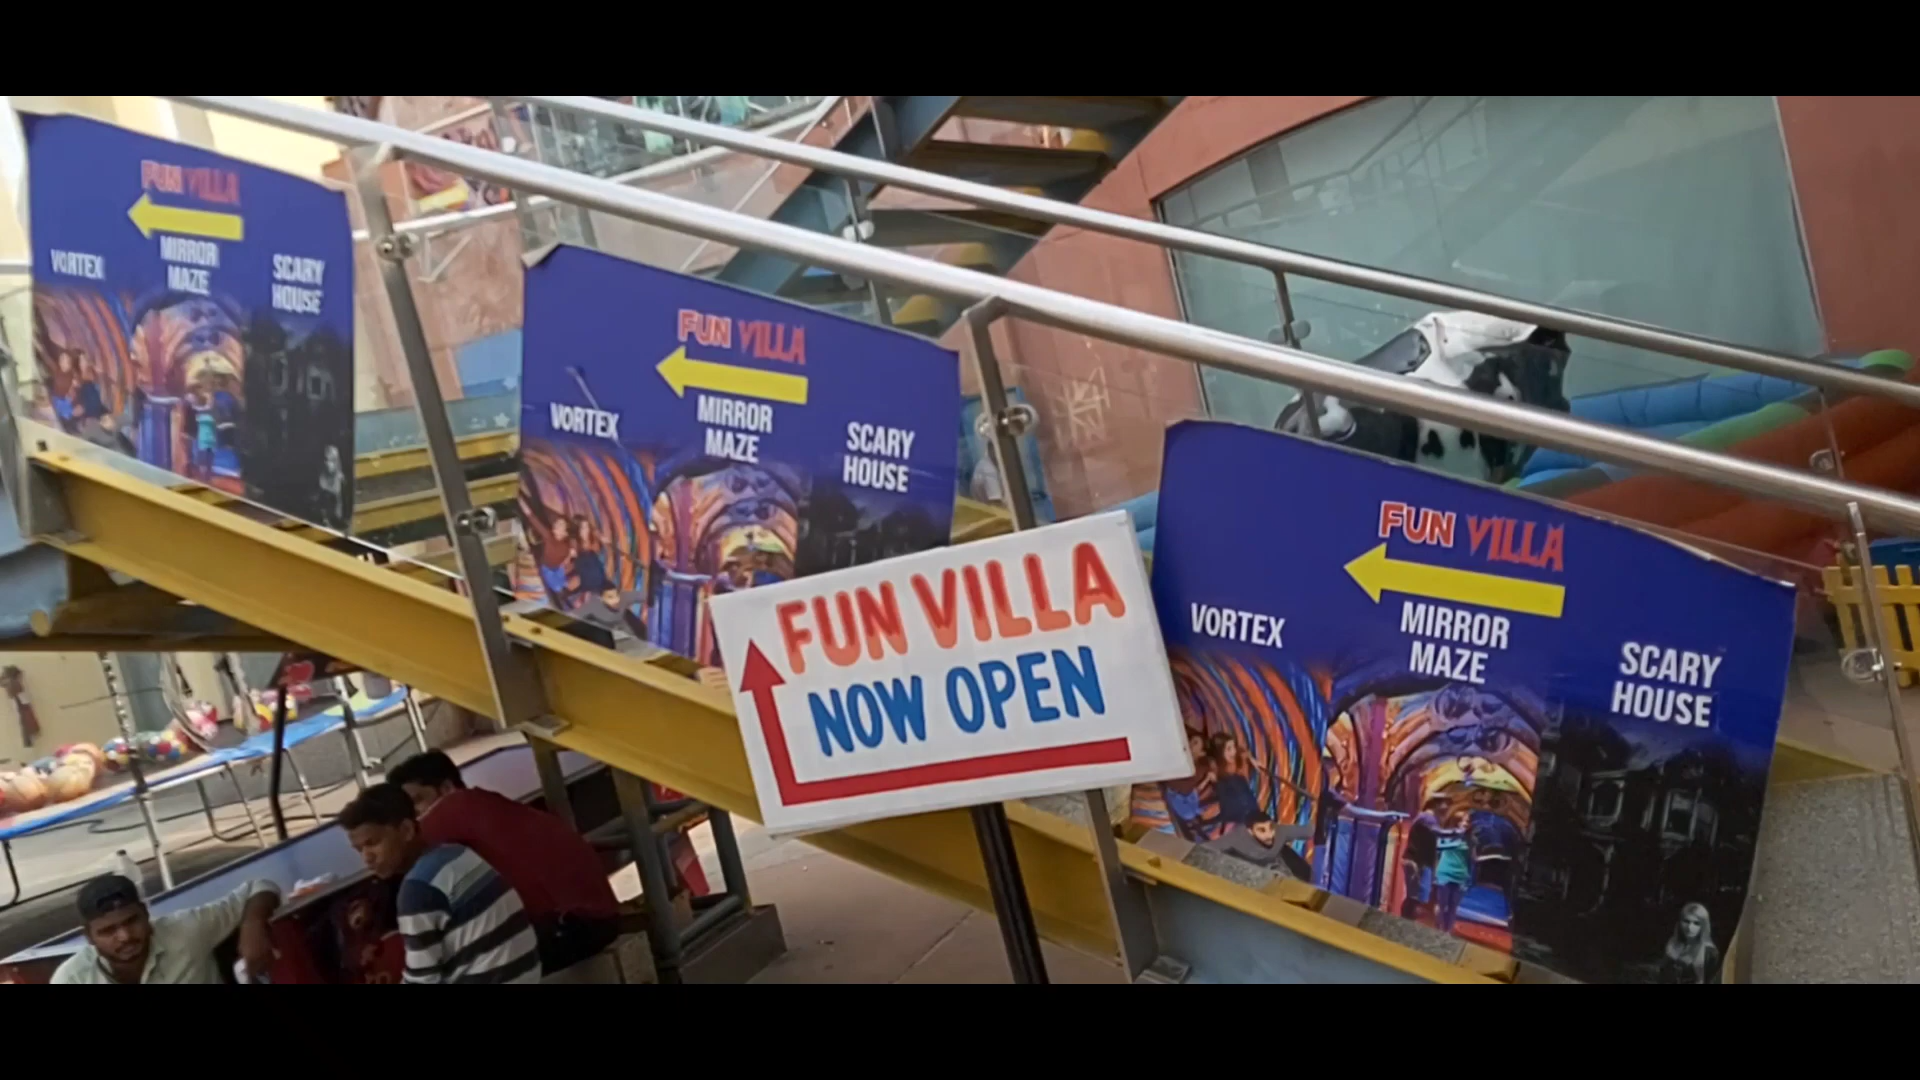 FUN VILLA
VORTEX
MIRROR
MAZE
SCARY
HOUSE
FUN VILLA
VORTEX
MIRROR
MAZE
SCARY
HOUSE
FUN VILLA
NOW OPEN
FUN VILLA
VORTEX
MIRROR
MAZE
SCARY
HOUSE